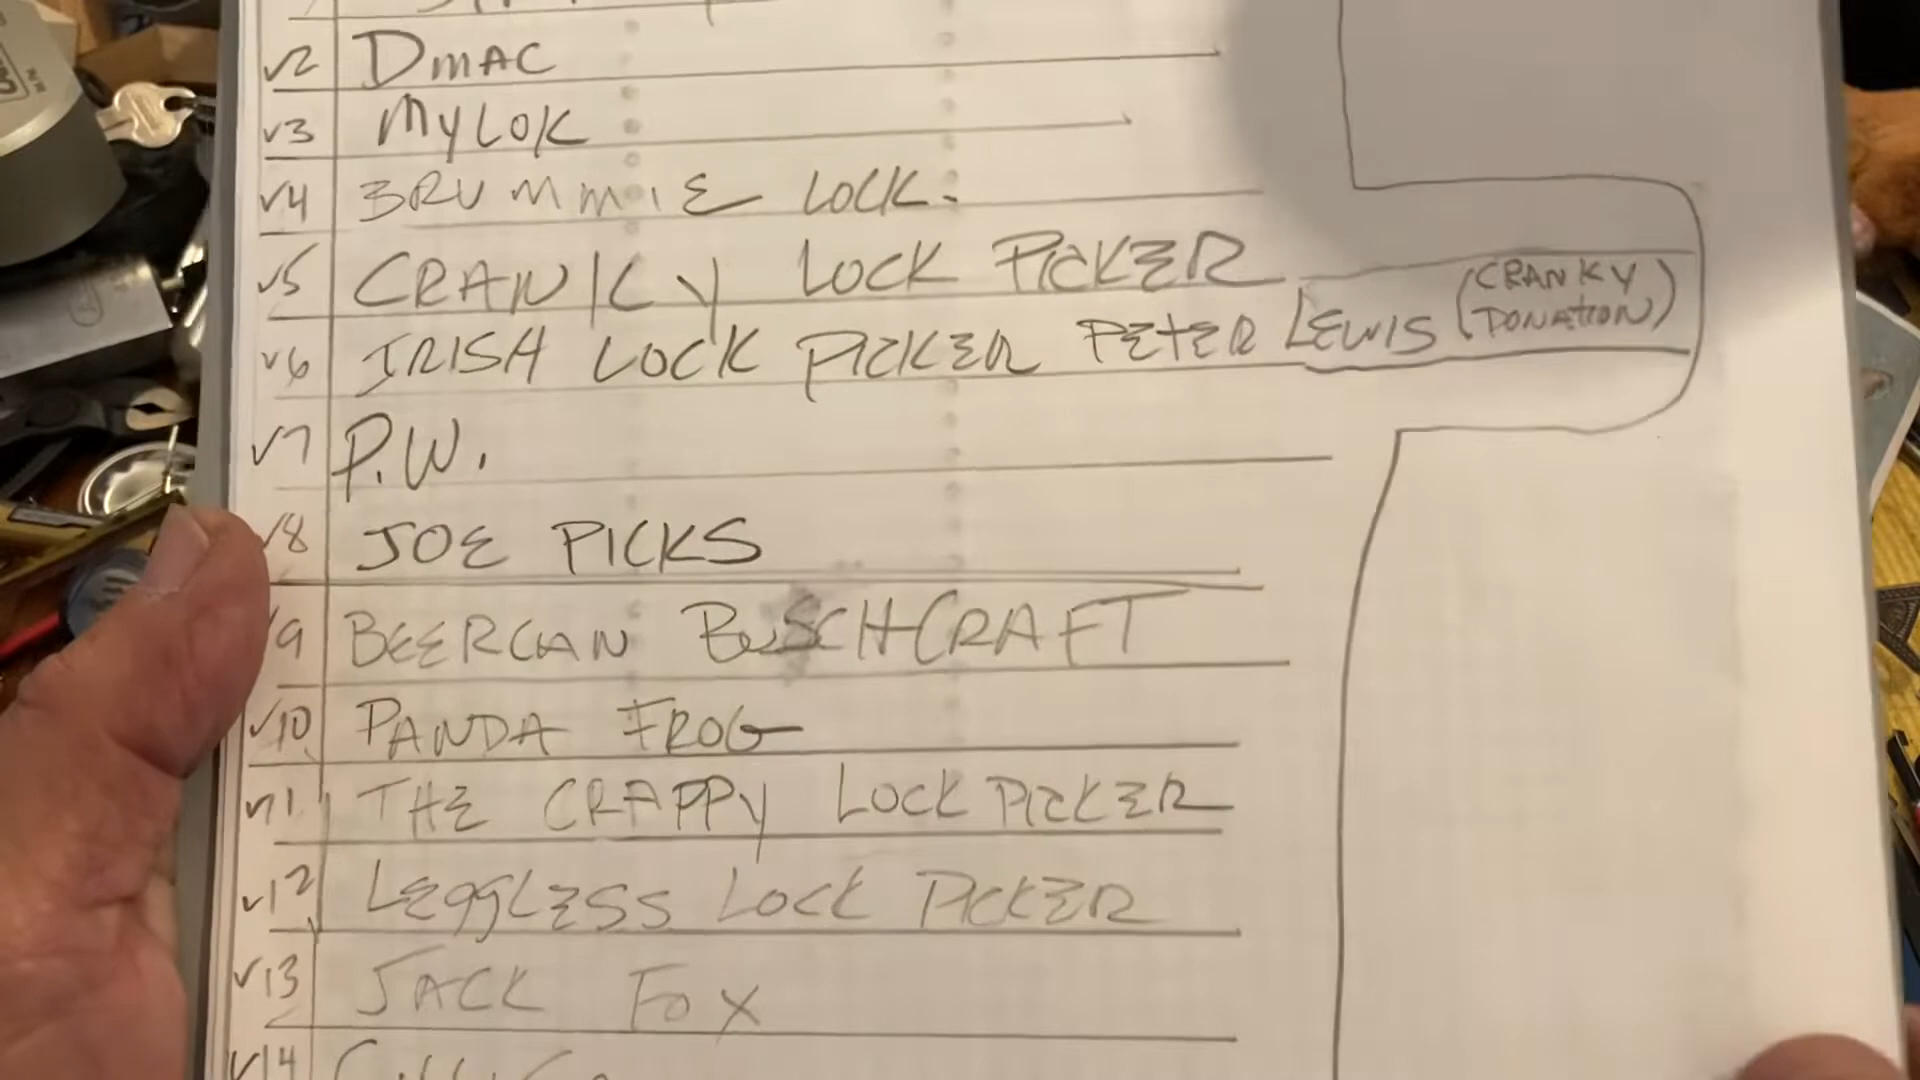 √2 DMAC
√3 MYLOK
√4 BRUMMIE LOCK.
√5 CRANKY LOCK PICKER
√6 IRISH LOCK PICKER PETER LEWIS (CRANKY DONATION)
√7 P.W.
√8 JOE PICKS
√9 BEERCAN BUSCHCRAFT
√10 PANDA FROG
√11 THE CRAPPY LOCK PICKER
√12 LEGGLESS LOCK PICKER
√13 JACK FOX
√14